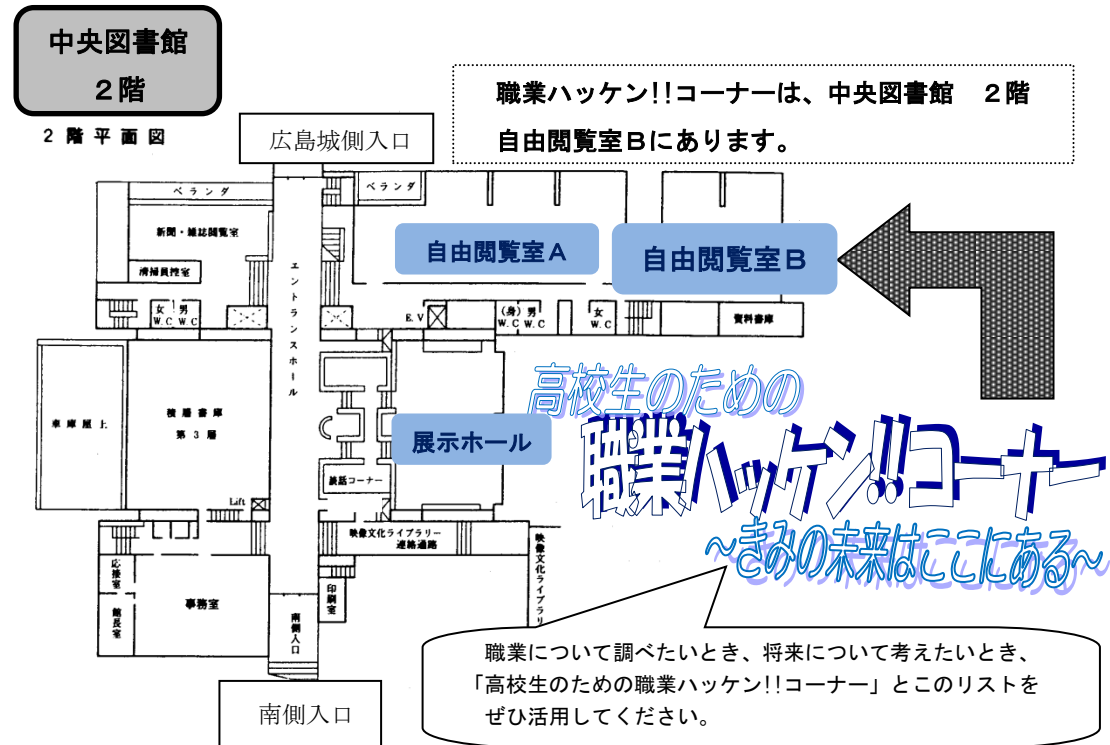 中央図書館
２階
２階平面図
職業ハッケン!!コーナーは、中央図書館　２階
自由閲覧室Ｂにあります。
広島城側入口
ベランダ
ベランダ
新聞・雑誌閲覧室
清掃員控室
自由閲覧室Ａ
自由閲覧室Ｂ
エントランスホール
女 W.C
男 W.C
E.V
(身) W.C
男 W.C
女 W.C
資料書庫
車庫屋上
積層書庫
第３層
Lift
展示ホール
談話コーナー
高校生のための
職業ハッケン!!コーナー
～きみの未来はここにある～
映像文化ライブラリー
連絡通路
映像文化ライブラリ
応接室
館長室
事務室
印刷室
南側入口
南側入口
職業について調べたいとき、将来について考えたいとき、
「高校生のための職業ハッケン!!コーナー」とこのリストを
ぜひ活用してください。